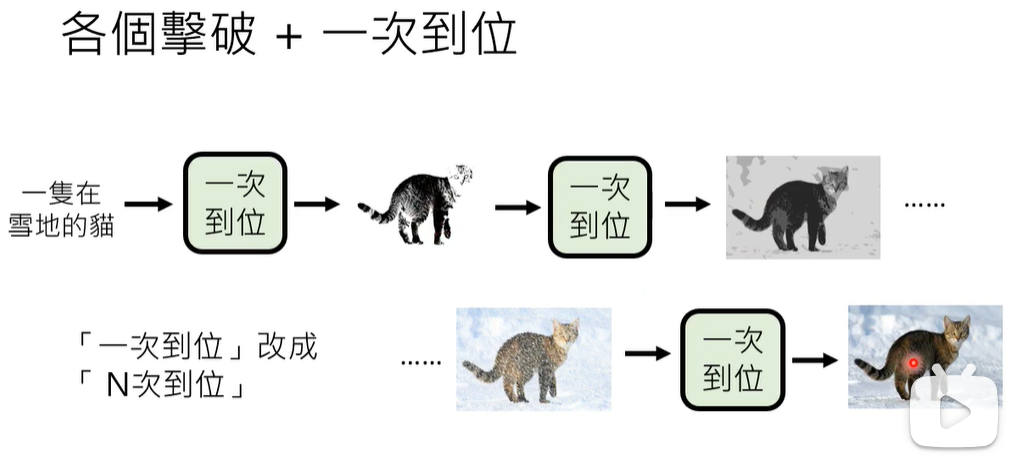 各個擊破 + 一次到位
一隻在
雪地的貓
一次
到位
一次
到位
……
「一次到位」改成
「 N次到位」
……
一次
到位